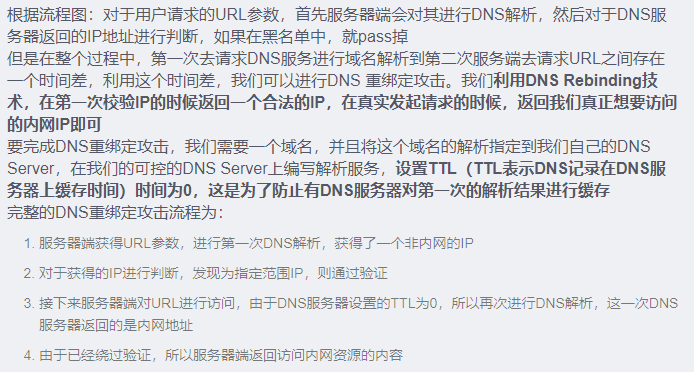 根据流程图：对于用户请求的URL参数，首先服务器端会对其进行DNS解析，然后对于DNS服
务器返回的IP地址进行判断，如果在黑名单中，就pass掉
但是在整个过程中，第一次去请求DNS服务进行域名解析到第二次服务端去请求URL之间存在
一个时间差，利用这个时间差，我们可以进行DNS 重绑定攻击。我们利用DNS Rebinding技
术，在第一次校验IP的时候返回一个合法的IP，在真实发起请求的时候，返回我们真正想要访问
的内网IP即可
要完成DNS重绑定攻击，我们需要一个域名，并且将这个域名的解析指定到我们自己的DNS
Server，在我们的可控的DNS Server上编写解析服务，设置TTL（TTL表示DNS记录在DNS服
务器上缓存时间）时间为0，这是为了防止有DNS服务器对第一次的解析结果进行缓存
完整的DNS重绑定攻击流程为：
1. 服务器端获得URL参数，进行第一次DNS解析，获得了一个非内网的IP
2. 对于获得的IP进行判断，发现为指定范围IP，则通过验证
3. 接下来服务器端对URL进行访问，由于DNS服务器设置的TTL为0，所以再次进行DNS解析，这一次DNS
服务器返回的是内网地址
4. 由于已经绕过验证，所以服务器端返回访问内网资源的内容